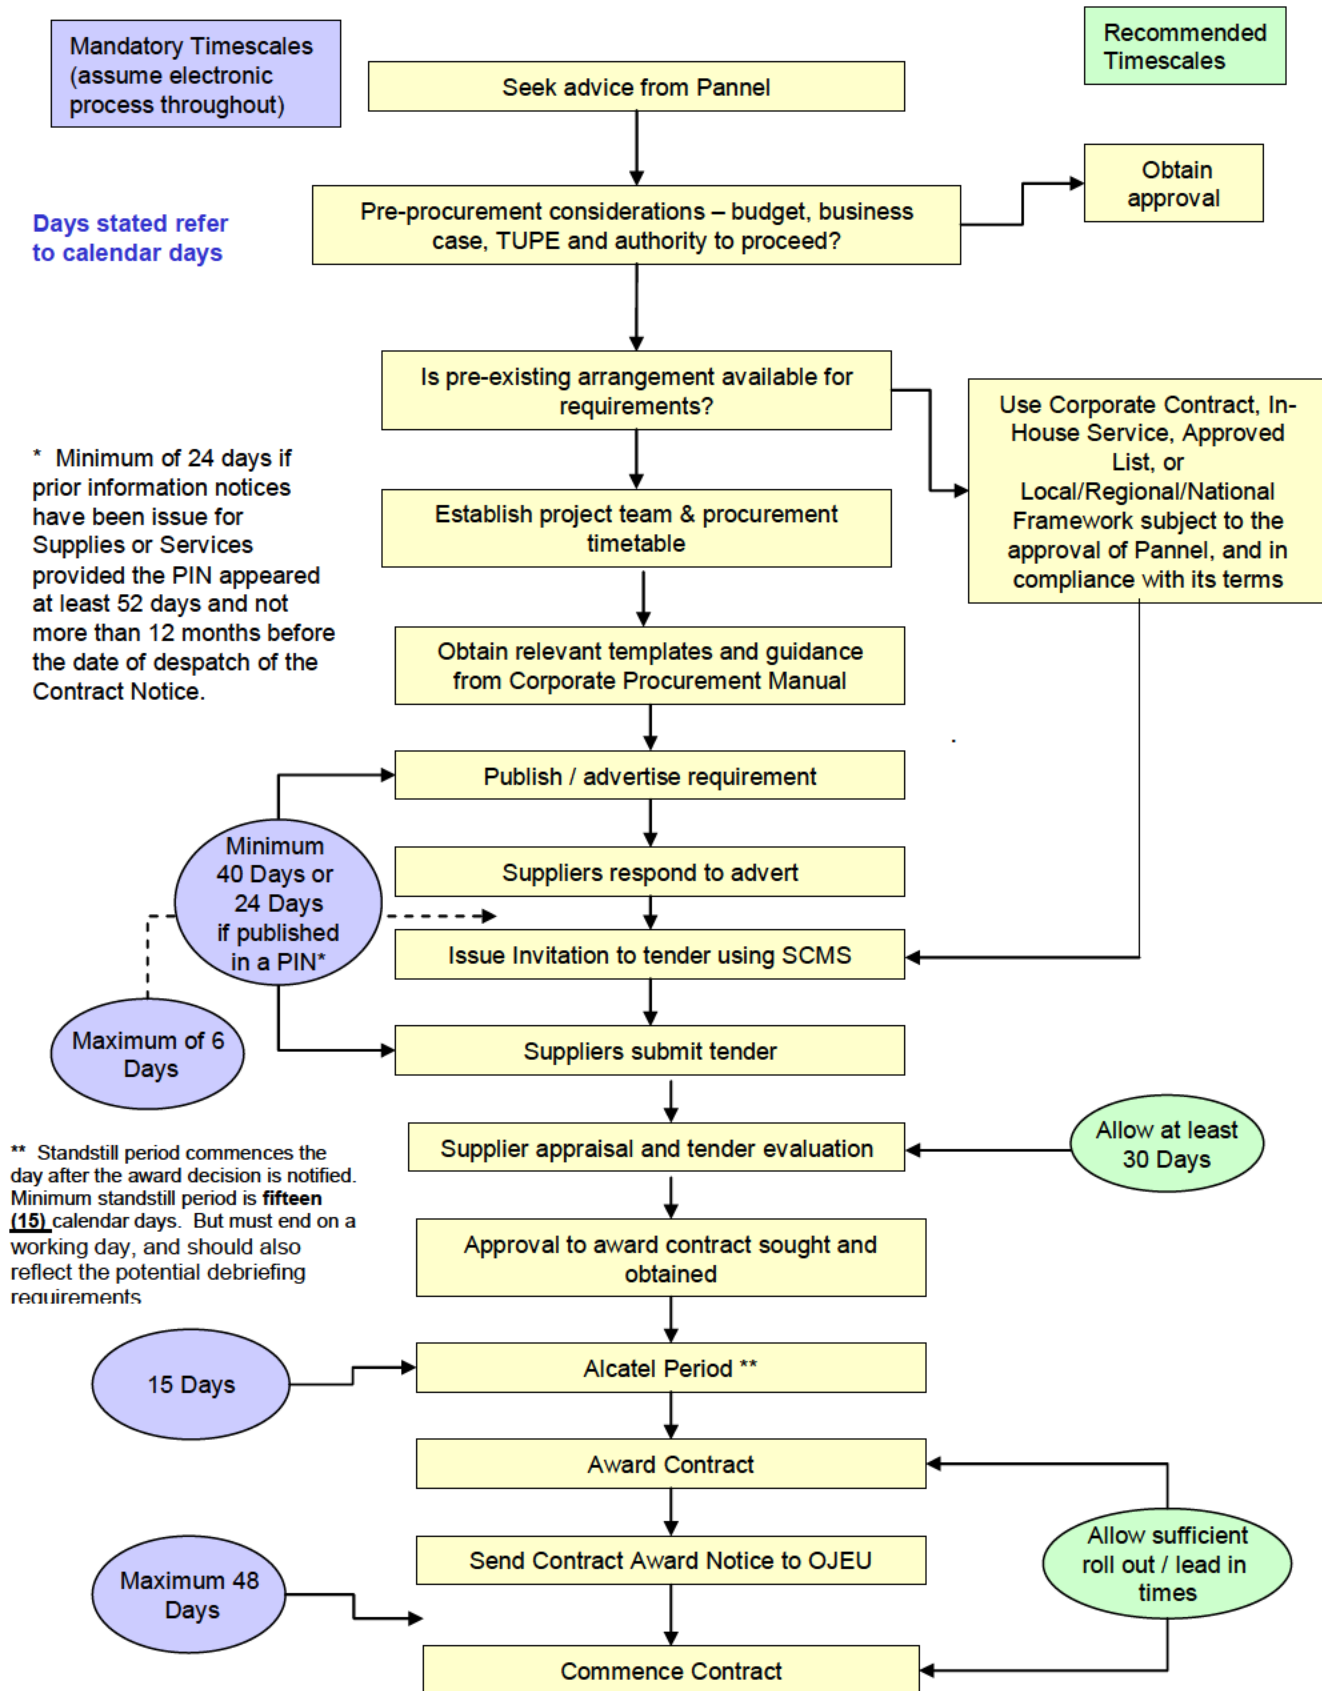 Mandatory Timescales
(assume electronic
process throughout)
Recommended
Timescales
Seek advice from Pannel
Obtain
approval
Pre-procurement considerations – budget, business
case, TUPE and authority to proceed?
Days stated refer
to calendar days
Is pre-existing arrangement available for
requirements?
Use Corporate Contract, In-
House Service, Approved
List, or
Local/Regional/National
Framework subject to the
approval of Pannel, and in
compliance with its terms
* Minimum of 24 days if
prior information notices
have been issue for
Supplies or Services
provided the PIN appeared
at least 52 days and not
more than 12 months before
the date of despatch of the
Contract Notice.
Establish project team & procurement
timetable
Obtain relevant templates and guidance
from Corporate Procurement Manual
Publish / advertise requirement
Minimum
40 Days or
24 Days
if published
in a PIN*
Suppliers respond to advert
Issue Invitation to tender using SCMS
Maximum of 6
Days
Suppliers submit tender
Supplier appraisal and tender evaluation
Allow at least
30 Days
** Standstill period commences the
day after the award decision is notified.
Minimum standstill period is fifteen
(15) calendar days. But must end on a
working day, and should also
reflect the potential debriefing
requirements
Approval to award contract sought and
obtained
15 Days
Alcatel Period **
Award Contract
Send Contract Award Notice to OJEU
Allow sufficient
roll out / lead in
times
Maximum 48
Days
Commence Contract